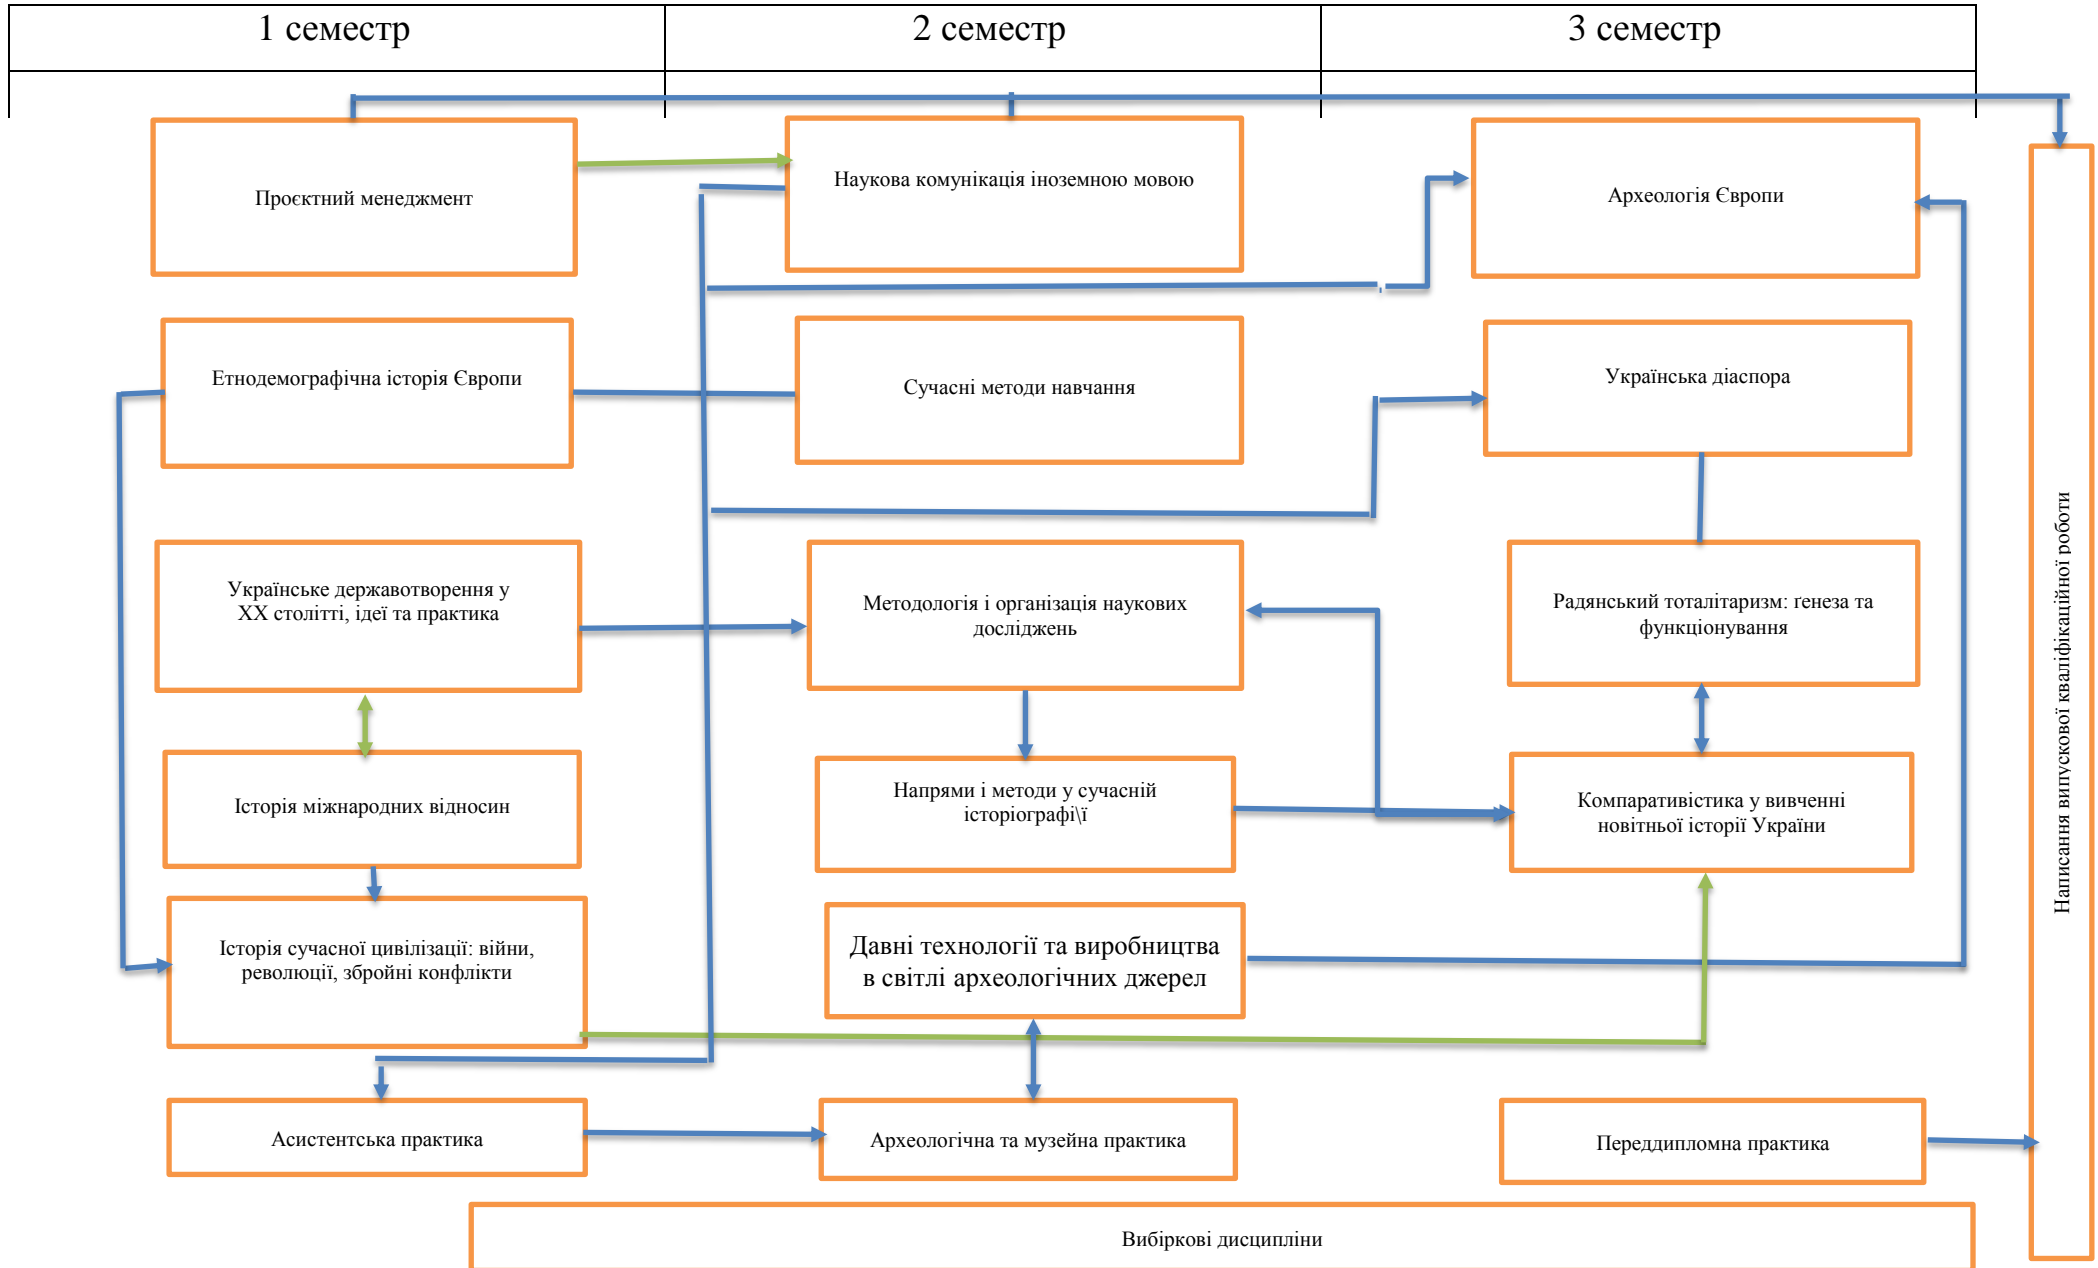 1 семестр
2 семестр
3 семестр
Проєктний менеджмент
Наукова комунікація іноземною мовою
Археологія Європи
Етнодемографічна історія Європи
Сучасні методи навчання
Українська діаспора
Українське державотворення у
ХХ столітті, ідеї та практика
Методологія і організація наукових
досліджень
Радянський тоталітаризм: ґенеза та
функціонування
Історія міжнародних відносин
Напрями і методи у сучасній
історіографі\ї
Компаративістика у вивченні
новітньої історії України
Історія сучасної цивілізації: війни,
революції, збройні конфлікти
Давні технології та виробництва
в світлі археологічних джерел
Асистентська практика
Археологічна та музейна практика
Переддипломна практика
Вибіркові дисципліни
Написання випускової кваліфікаційної роботи